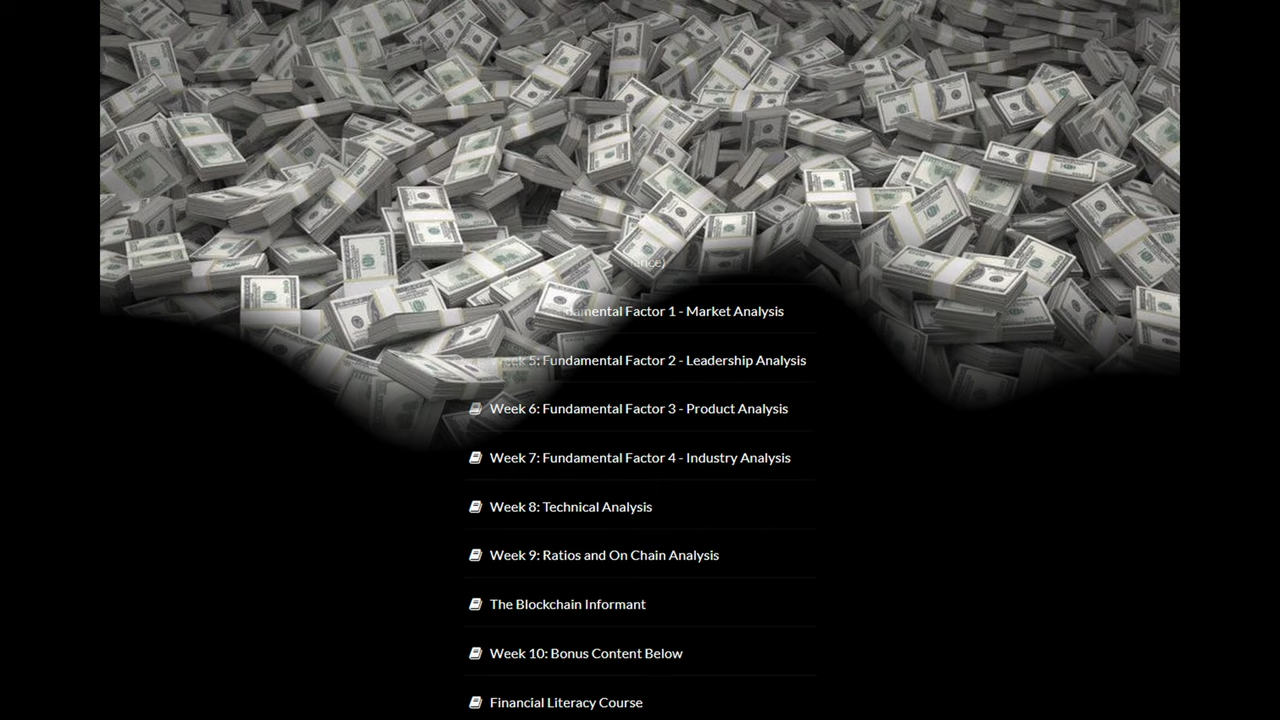 Fundamental Factor 1 - Market Analysis
Week 5: Fundamental Factor 2 - Leadership Analysis
Week 6: Fundamental Factor 3 - Product Analysis
Week 7: Fundamental Factor 4 - Industry Analysis
Week 8: Technical Analysis
Week 9: Ratios and On Chain Analysis
The Blockchain Informant
Week 10: Bonus Content Below
Financial Literacy Course